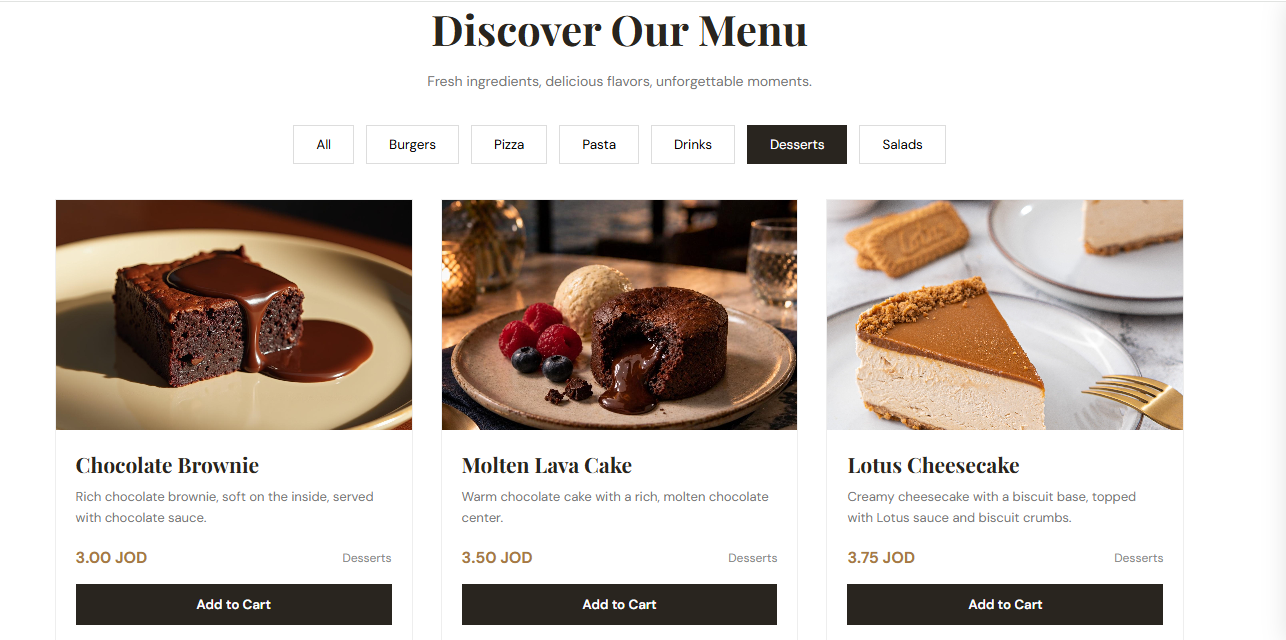 Discover Our Menu
Fresh ingredients, delicious flavors, unforgettable moments.
All
Burgers
Pizza
Pasta
Drinks
Desserts
Salads
Lotus
Chocolate Brownie
Rich chocolate brownie, soft on the inside, served
with chocolate sauce.
3.00 JOD
Desserts
Add to Cart
Molten Lava Cake
Warm chocolate cake with a rich, molten chocolate
center.
3.50 JOD
Desserts
Add to Cart
Lotus Cheesecake
Creamy cheesecake with a biscuit base, topped
with Lotus sauce and biscuit crumbs.
3.75 JOD
Desserts
Add to Cart